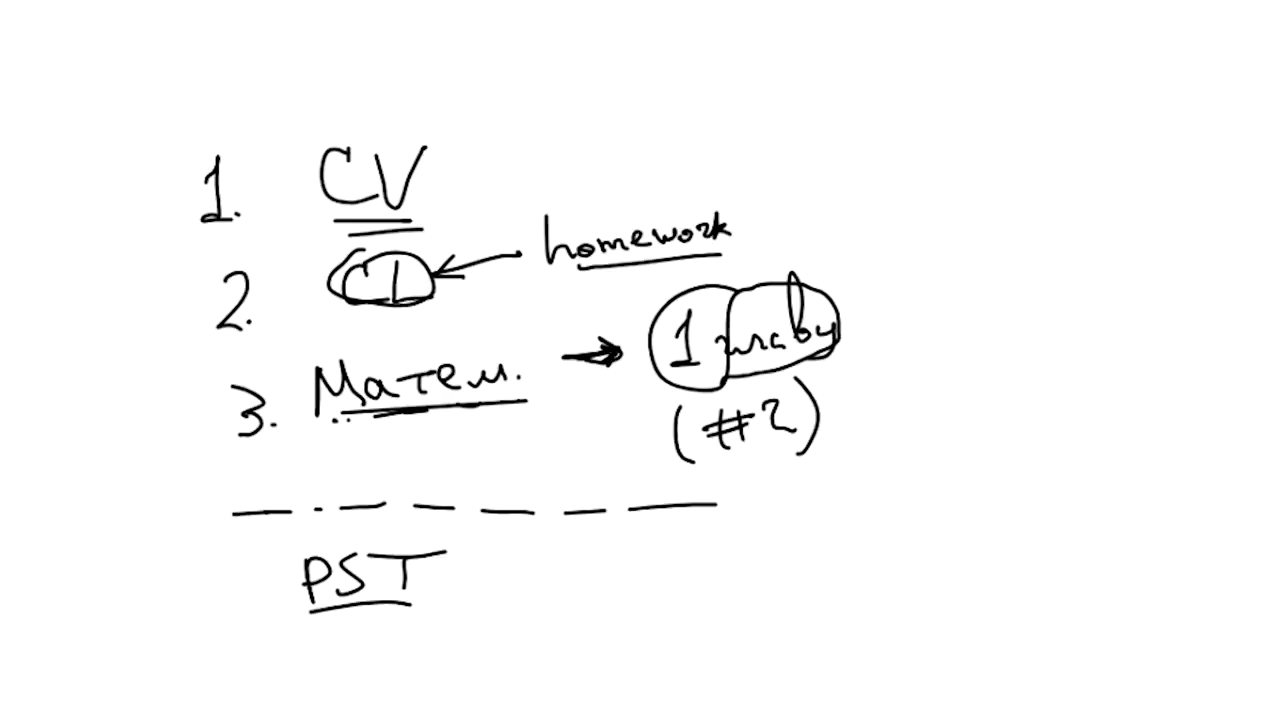 1. CV
homework
2. CL
3. Матем. → 1 главу
(#2)
PST